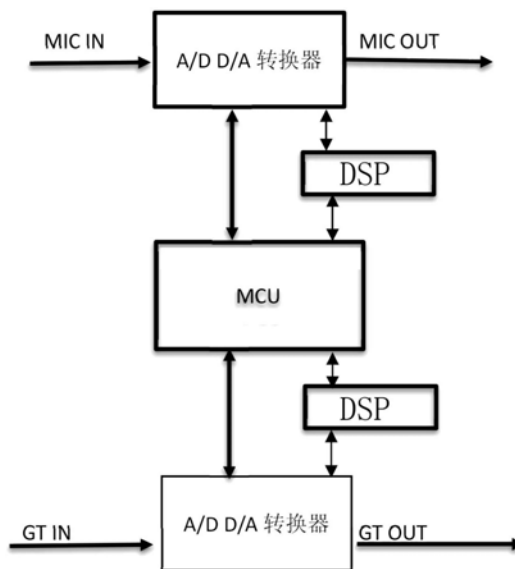 MIC IN
A/D D/A 转换器
MIC OUT
DSP
MCU
DSP
GT IN
A/D D/A 转换器
GT OUT